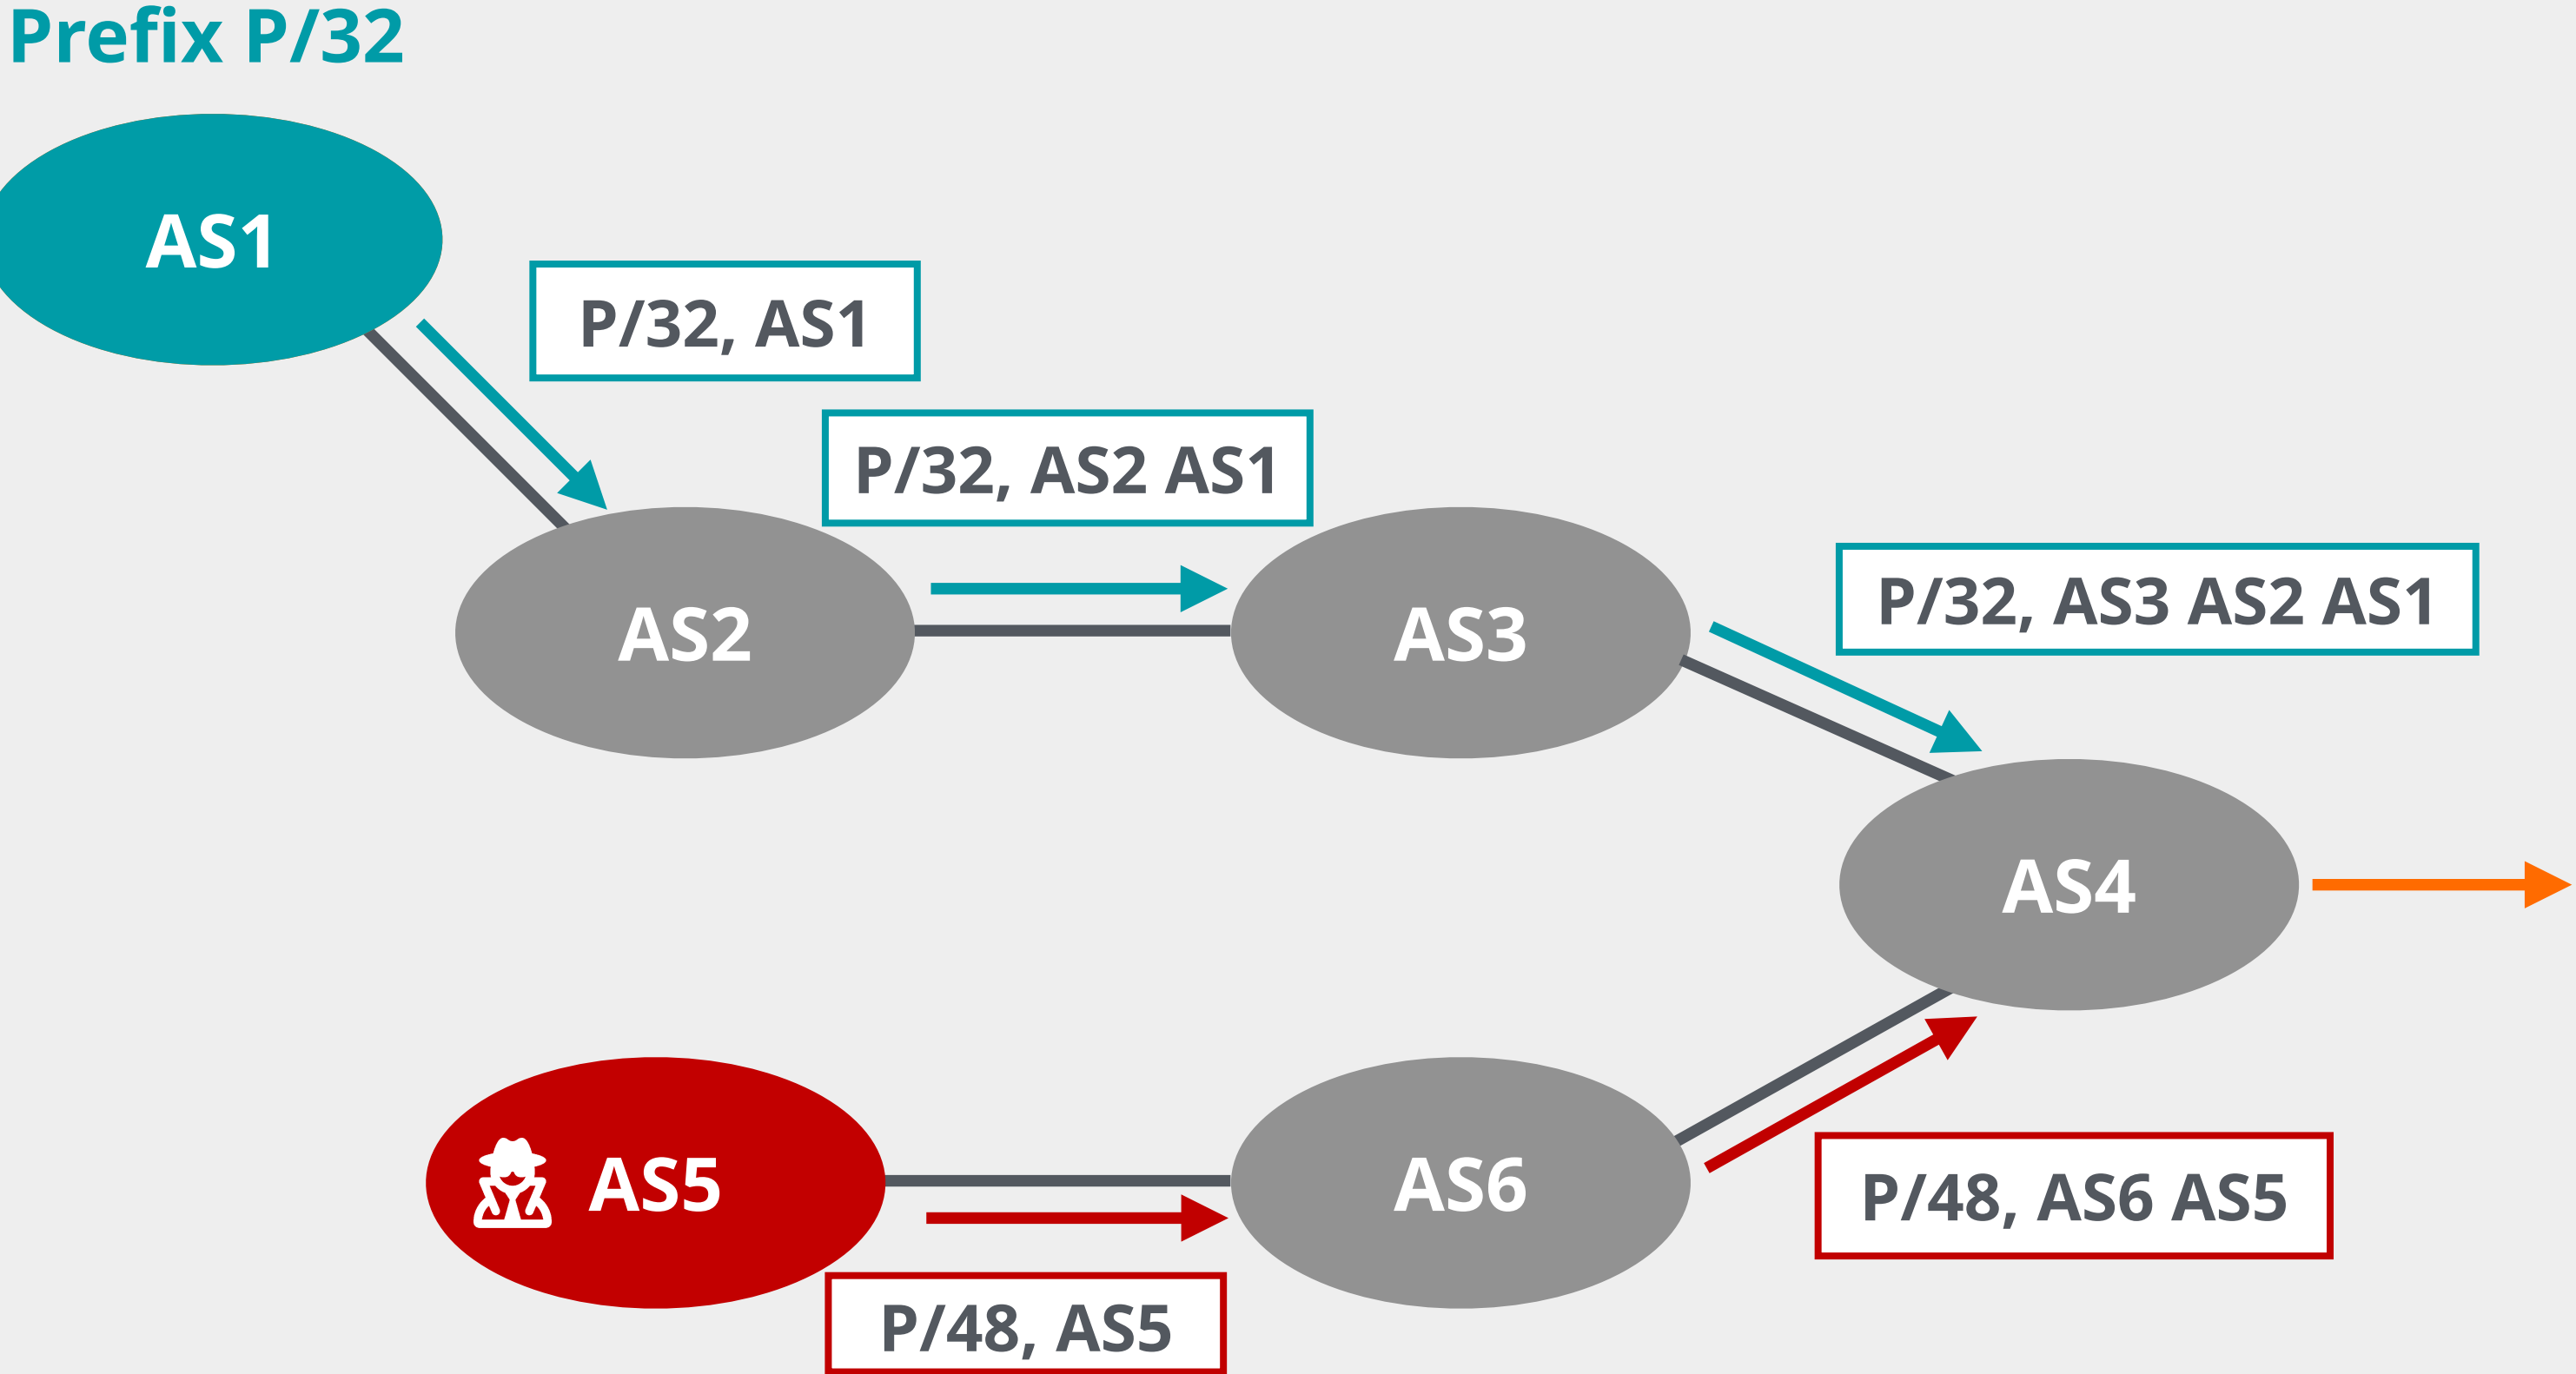 Prefix P/32
AS1
P/32, AS1
P/32, AS2 AS1
AS2
AS3
P/32, AS3 AS2 AS1
AS4
AS5
AS6
P/48, AS6 AS5
P/48, AS5